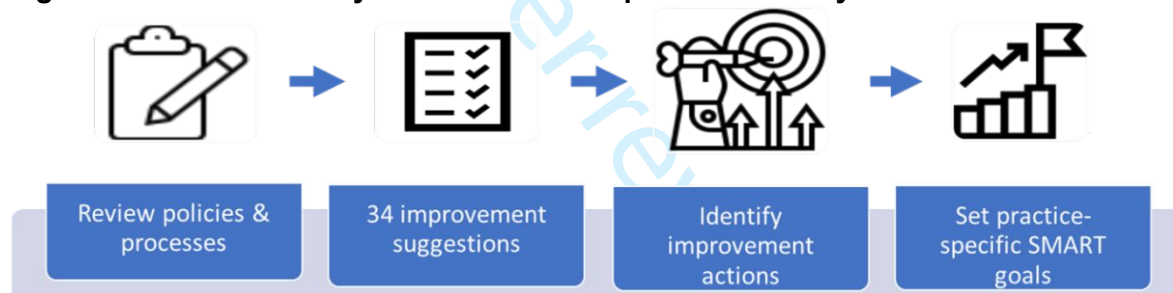 Review policies &
processes
34 improvement
suggestions
Identify
improvement
actions
Set practice-
specific SMART
goals